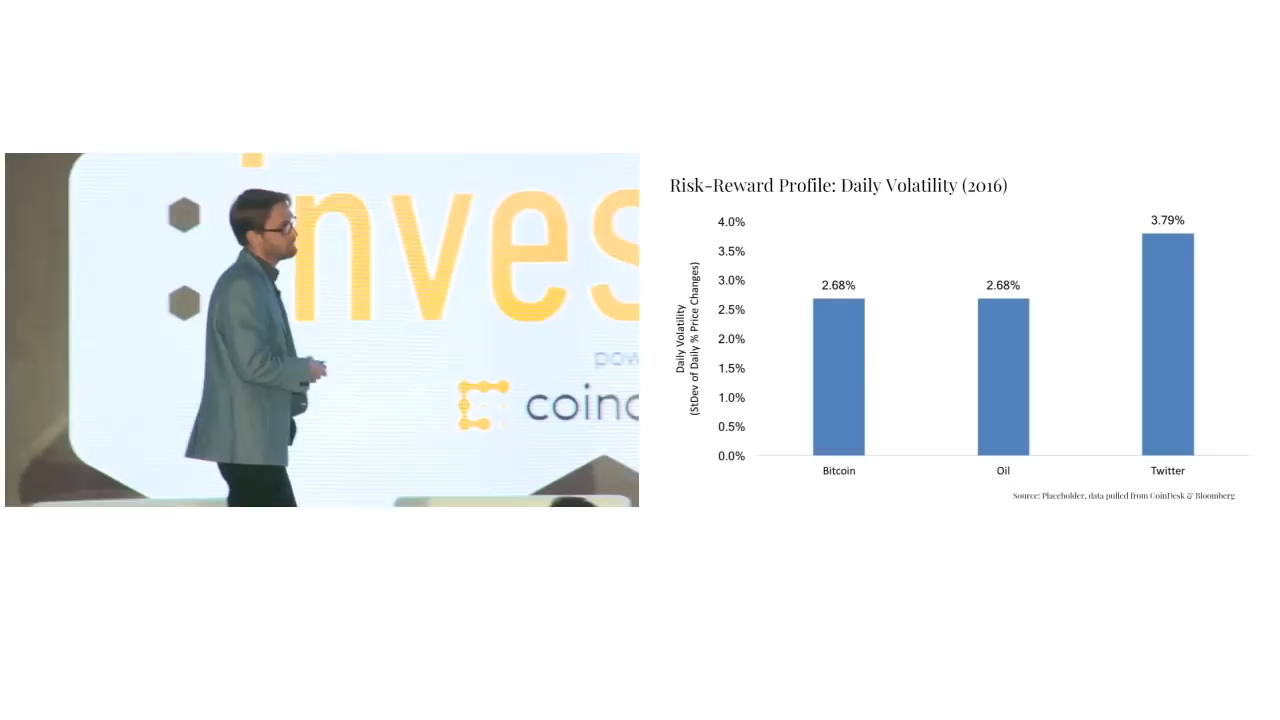 inves
pow
coind
Risk-Reward Profile: Daily Volatility (2016)
Daily Volatility
(StDev of Daily % Price Changes)
4.0%
3.5%
3.0%
2.5%
2.0%
1.5%
1.0%
0.5%
0.0%
2.68%
2.68%
3.79%
Bitcoin
Oil
Twitter
Source: Placeholder, data pulled from CoinDesk & Bloomberg